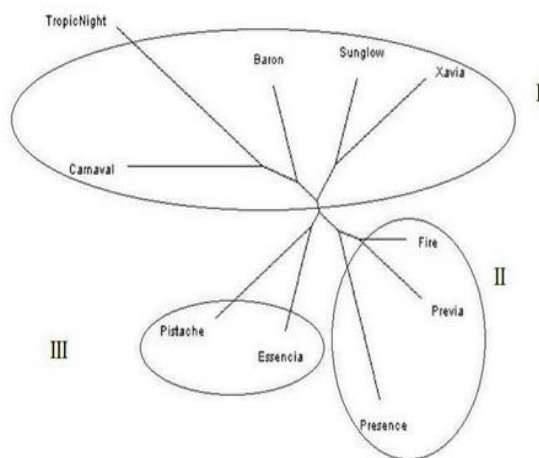 TropicNight
Baron
Sunglow
Xavia
I
Carnaval
Fire
II
Previa
Pistache
Essencia
III
Presence